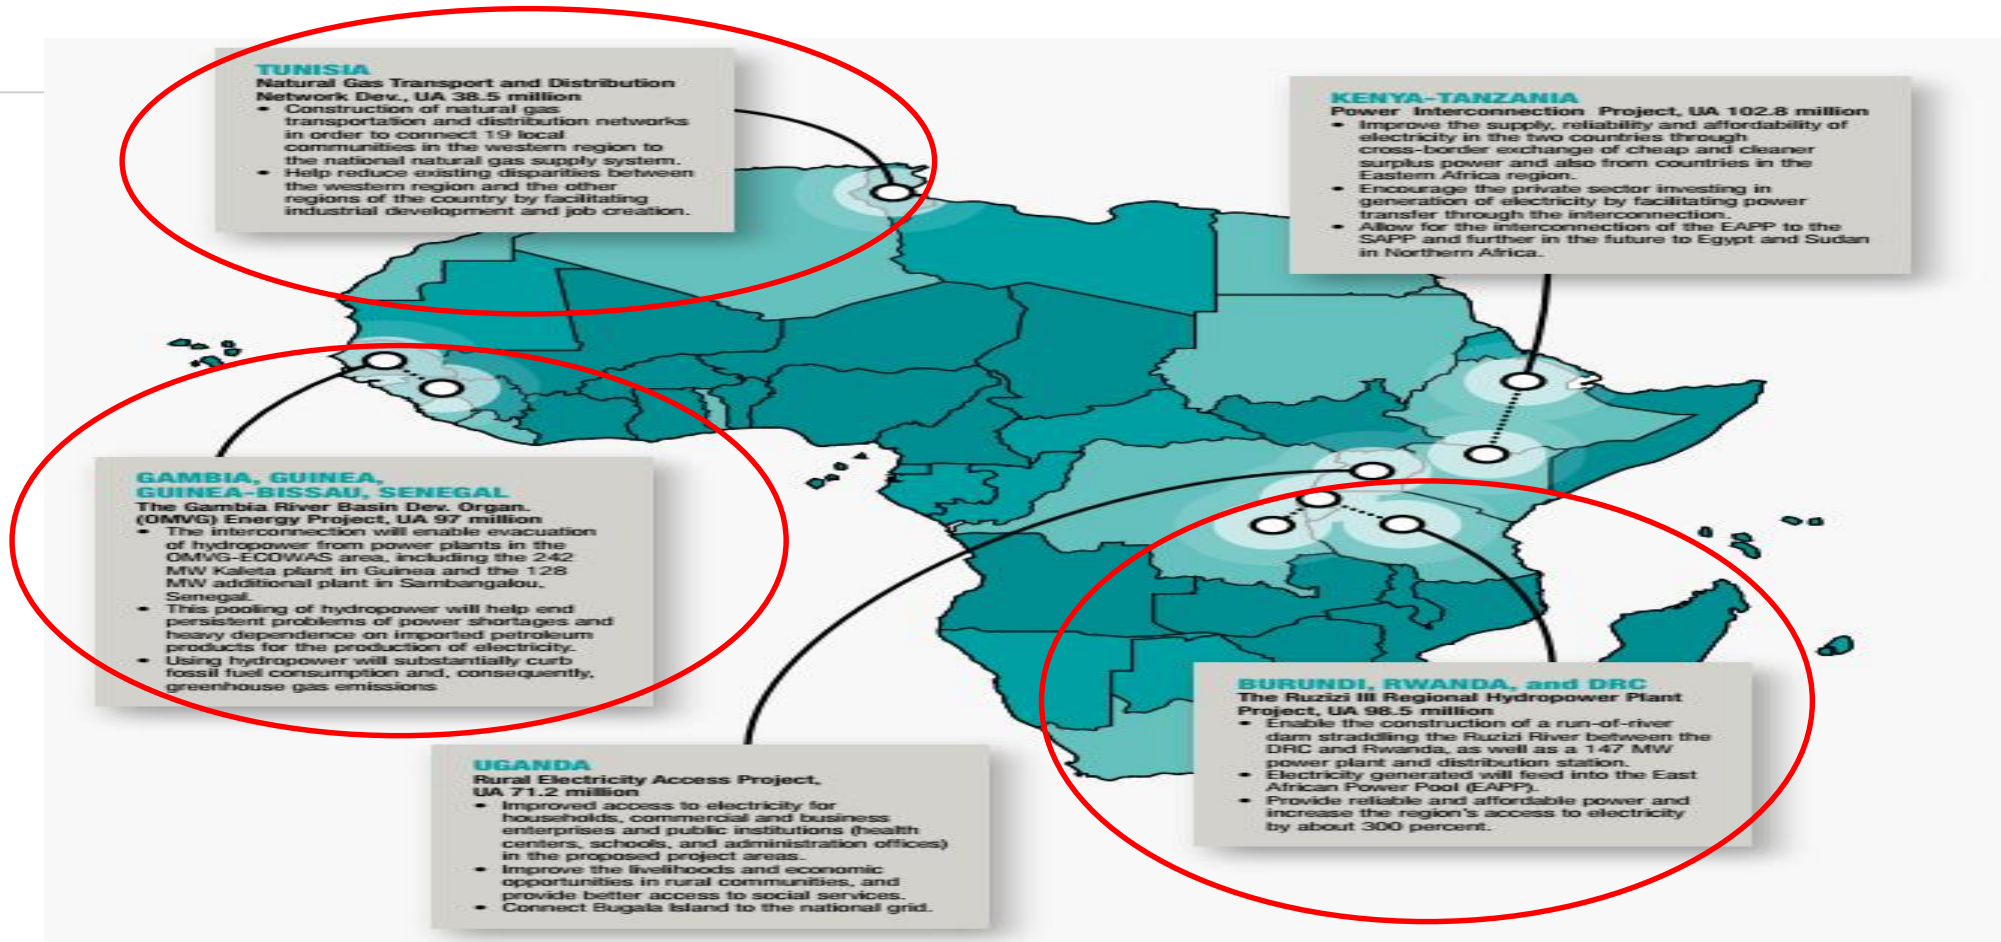 TUNISIA
Natural Gas Transport and Distribution
Network Dev., UA 38.5 million
• Construction of natural gas
transportation and distribution networks
in order to connect 19 local
communities in the western region to
the national natural gas supply system.
• Help reduce existing disparities between
the western region and the other
regions of the country by facilitating
industrial development and job creation.
KENYA-TANZANIA
Power Interconnection Project, UA 102.8 million
• Improve the supply, reliability and affordability of
electricity in the two countries through
cross-border exchange of cheap and cleaner
surplus power and also from countries in the
Eastern Africa region.
• Encourage the private sector investing in
generation of electricity by facilitating power
transfer through the interconnection.
• Allow for the interconnection of the EAPP to the
SAPP and further in the future to Egypt and Sudan
in Northern Africa.
GAMBIA, GUINEA,
GUINEA-BISSAU, SENEGAL
The Gambia River Basin Dev. Organ.
(OMVG) Energy Project, UA 97 million
• The interconnection will enable evacuation
of hydropower from power plants in the
OMVG-ECOWAS area, including the 242
MW Kaleta plant in Guinea and the 128
MW additional plant in Sambangalou,
Senegal.
• This pooling of hydropower will help end
persistent problems of power shortages and
heavy dependence on imported petroleum
products for the production of electricity.
• Using hydropower will substantially curb
fossil fuel consumption and, consequently,
greenhouse gas emissions
BURUNDI, RWANDA, and DRC
The Ruzizi III Regional Hydropower Plant
Project, UA 98.5 million
• Enable the construction of a run-of-river
dam straddling the Ruzizi River between the
DRC and Rwanda, as well as a 147 MW
power plant and distribution station.
• Electricity generated will feed into the East
African Power Pool (EAPP).
• Provide reliable and affordable power and
increase the region's access to electricity
by about 300 percent.
UGANDA
Rural Electricity Access Project,
UA 71.2 million
• Improved access to electricity for
households, commercial and business
enterprises and public institutions (health
centers, schools, and administration offices)
in the proposed project areas.
• Improve the livelihoods and economic
opportunities in rural communities, and
provide better access to social services.
• Connect Bugala Island to the national grid.